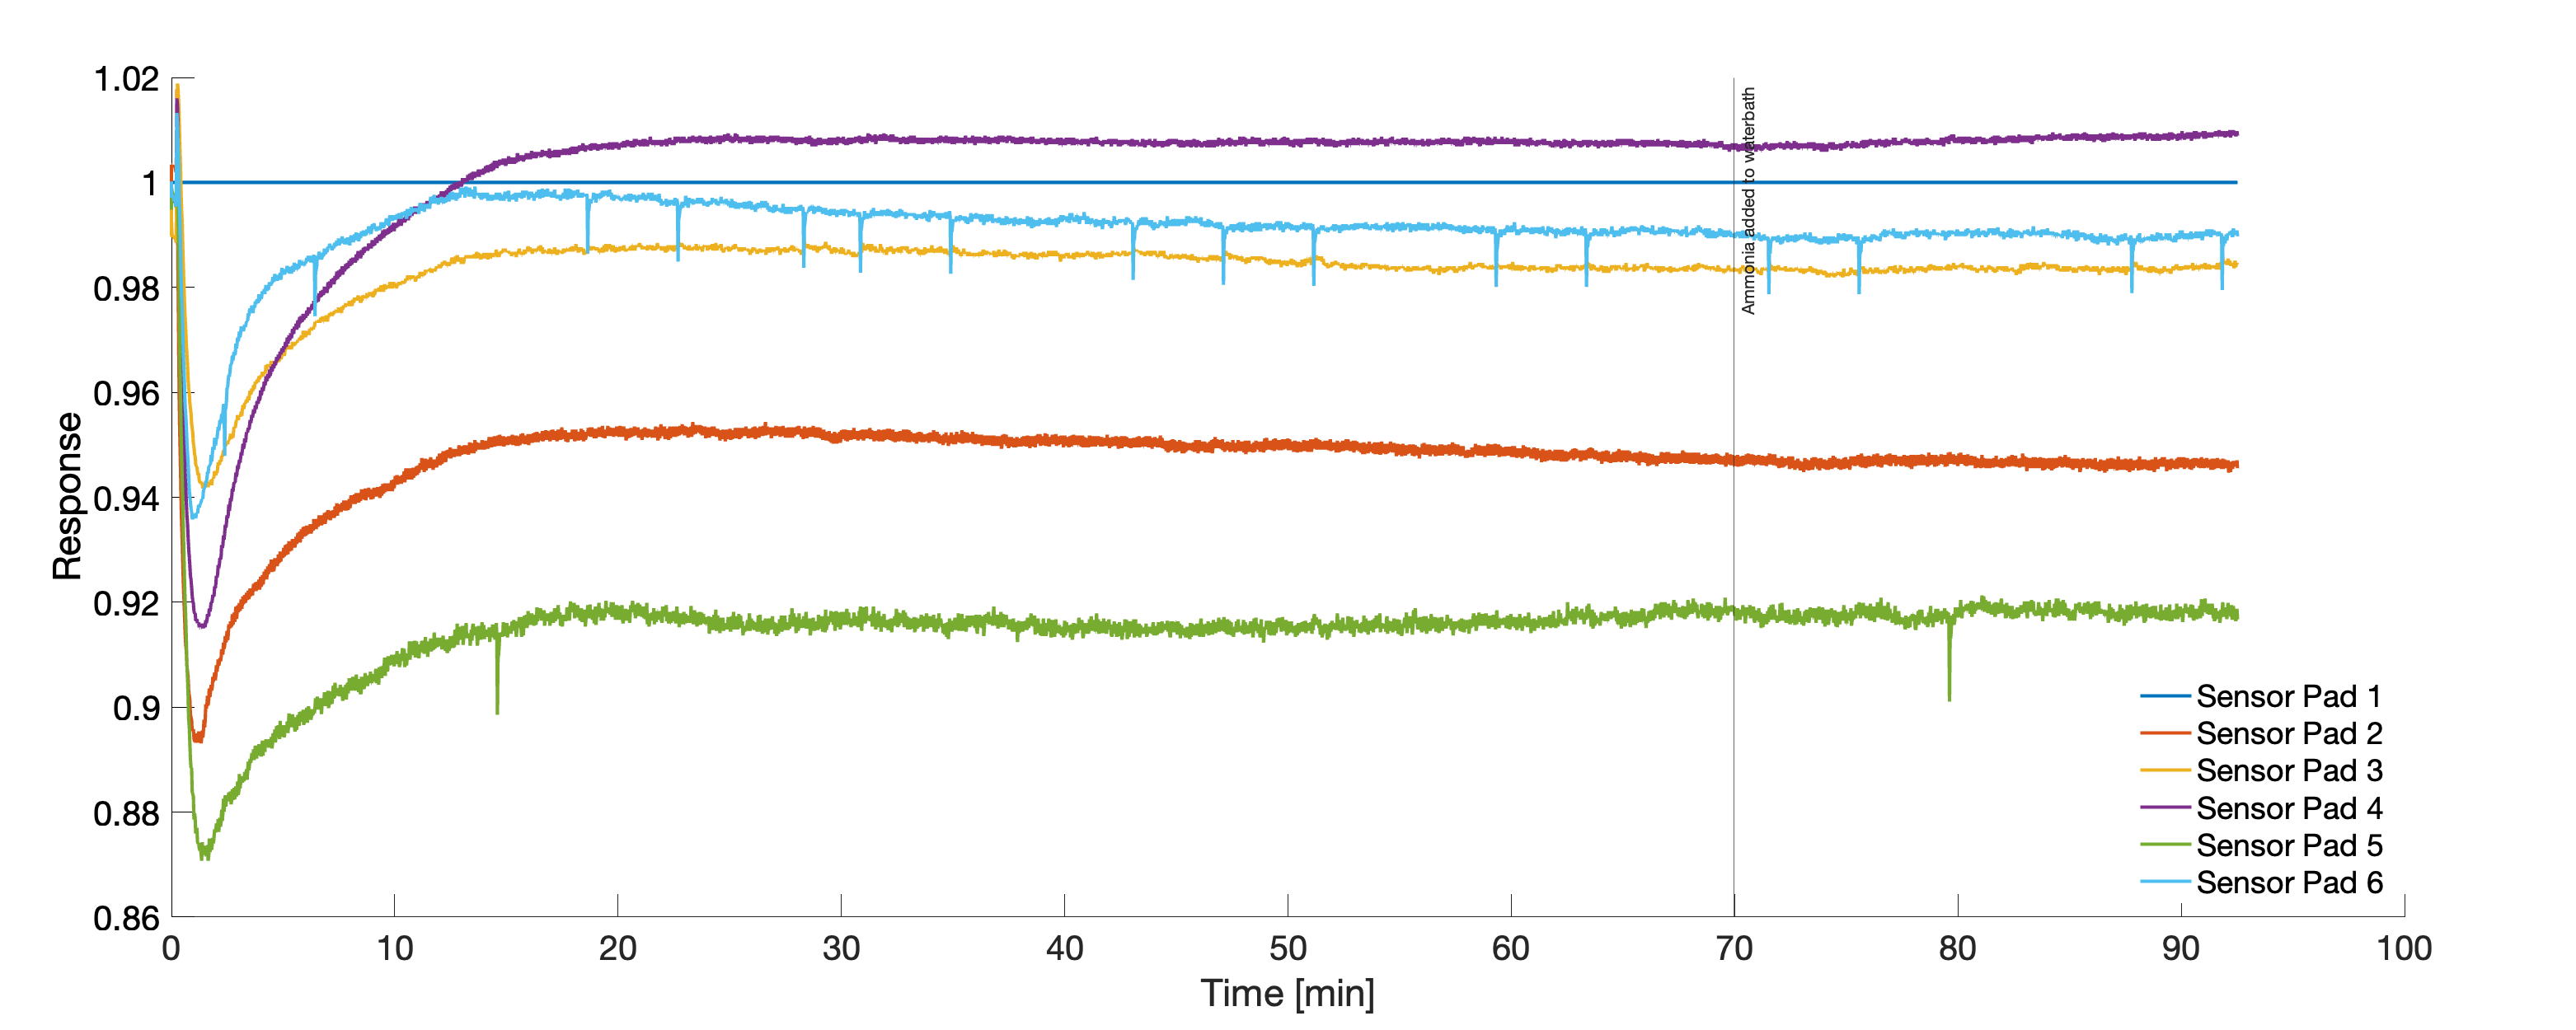 1.02
1
0.98
0.96
0.94
0.92
0.9
0.88
0.86
Response
Ammonia added to waterbath
Sensor Pad 1
Sensor Pad 2
Sensor Pad 3
Sensor Pad 4
Sensor Pad 5
Sensor Pad 6
0 10 20 30 40 50 60 70 80 90 100
Time [min]